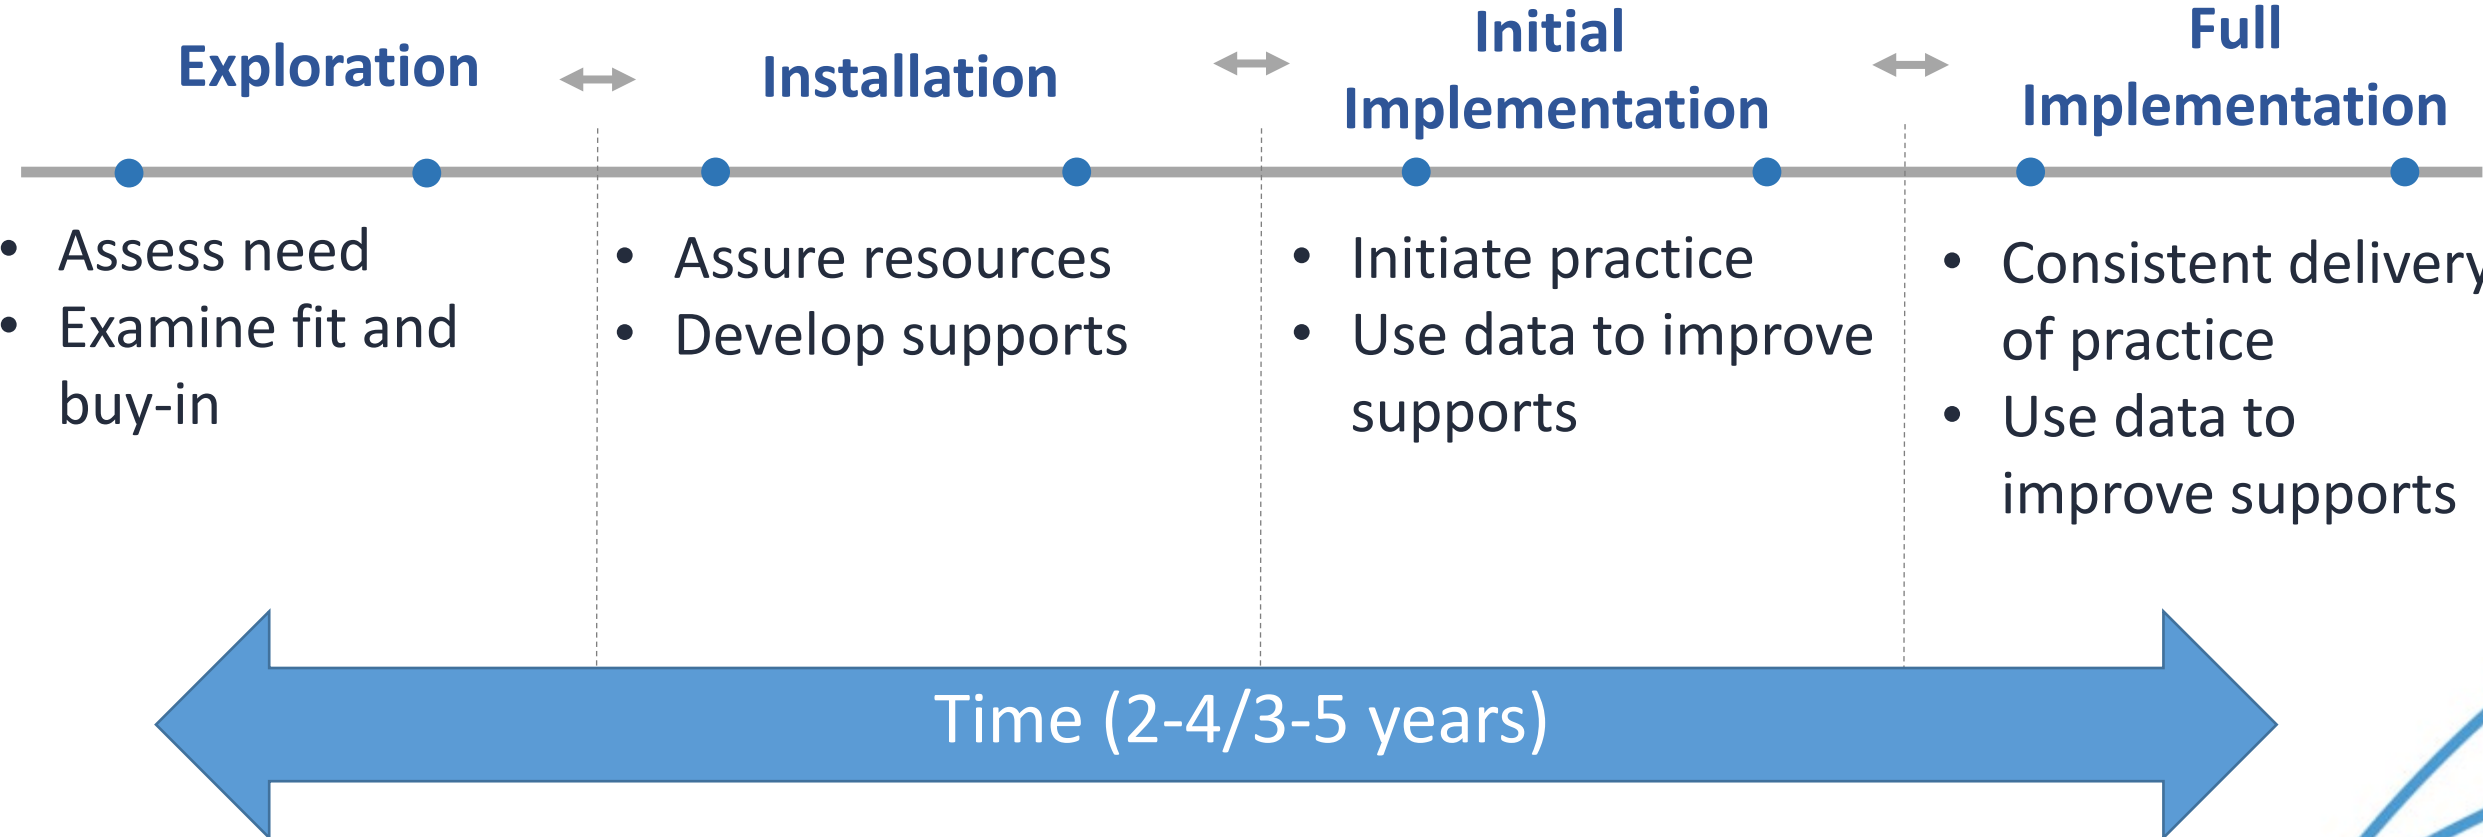 Exploration
Installation
Initial
Implementation
Full
Implementation
• Assess need
• Examine fit and
buy-in
• Assure resources
• Develop supports
• Initiate practice
• Use data to improve
supports
• Consistent delivery
of practice
• Use data to
improve supports
Time (2-4/3-5 years)